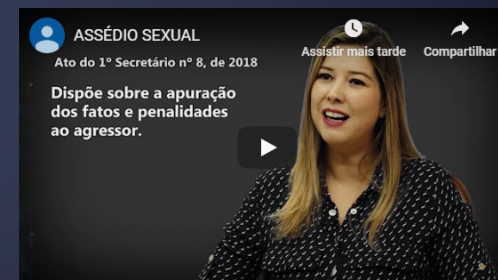 ASSÉDIO SEXUAL
Assistir mais tarde
Compartilhar
Ato do 1º Secretário nº 8, de 2018
Dispõe sobre a apuração
dos fatos e penalidades
ao agressor.